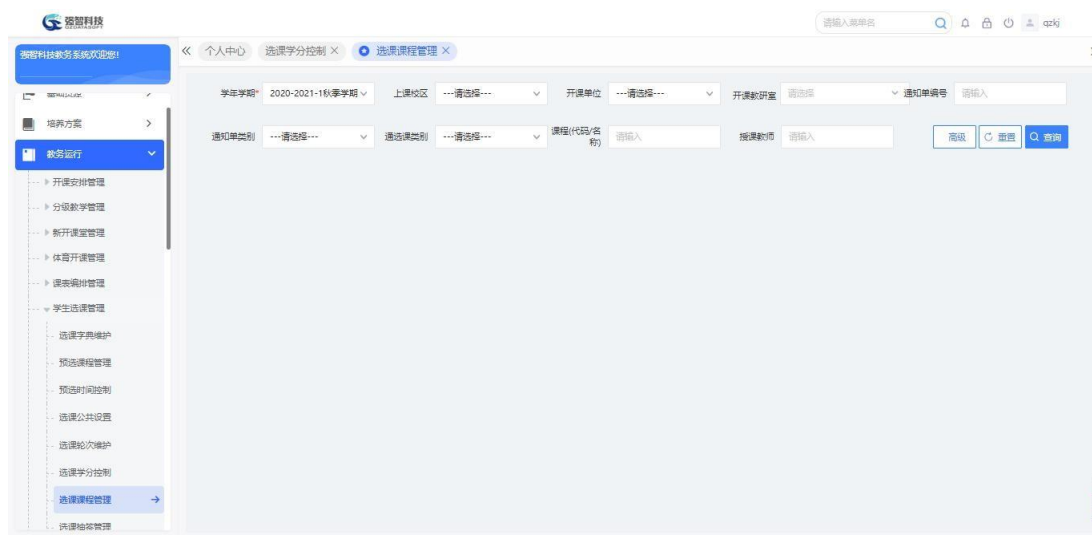 强智科技
QZDATASOFT
请输入菜单名
qzkj
强智科技教务系统欢迎您!
个人中心
选课学分控制 ×
选课课程管理 ×
学年学期* 2020-2021-1秋季学期
上课校区 ---请选择---
开课单位 ---请选择---
开课教研室 请选择
通知单编号 请输入
通知单类别 ---请选择---
通选课类别 ---请选择---
课程(代码/名
称) 请输入
授课教师 请输入
高级
重置
查询
培养方案
教务运行
开课安排管理
分级教学管理
新开课堂管理
体育开课管理
课表编排管理
学生选课管理
选课字典维护
预选课程管理
预选时间控制
选课公共设置
选课轮次维护
选课学分控制
选课课程管理
选课抽签管理